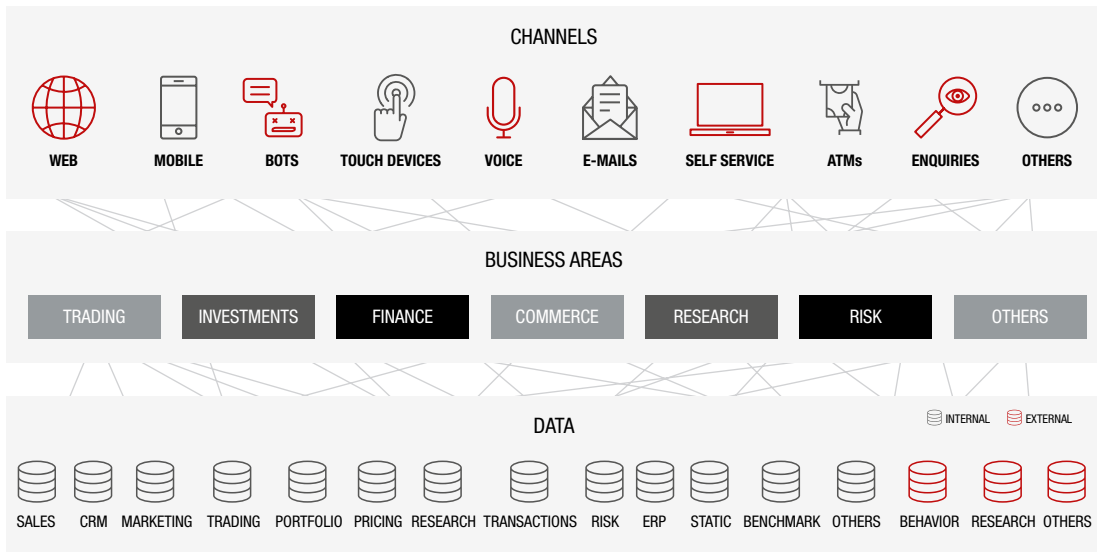 CHANNELS
WEB MOBILE BOTS TOUCH DEVICES VOICE E-MAILS SELF SERVICE ATMs ENQUIRIES OTHERS
BUSINESS AREAS
TRADING INVESTMENTS FINANCE COMMERCE RESEARCH RISK OTHERS
DATA
INTERNAL EXTERNAL
SALES CRM MARKETING TRADING PORTFOLIO PRICING RESEARCH TRANSACTIONS RISK ERP STATIC BENCHMARK OTHERS BEHAVIOR RESEARCH OTHERS